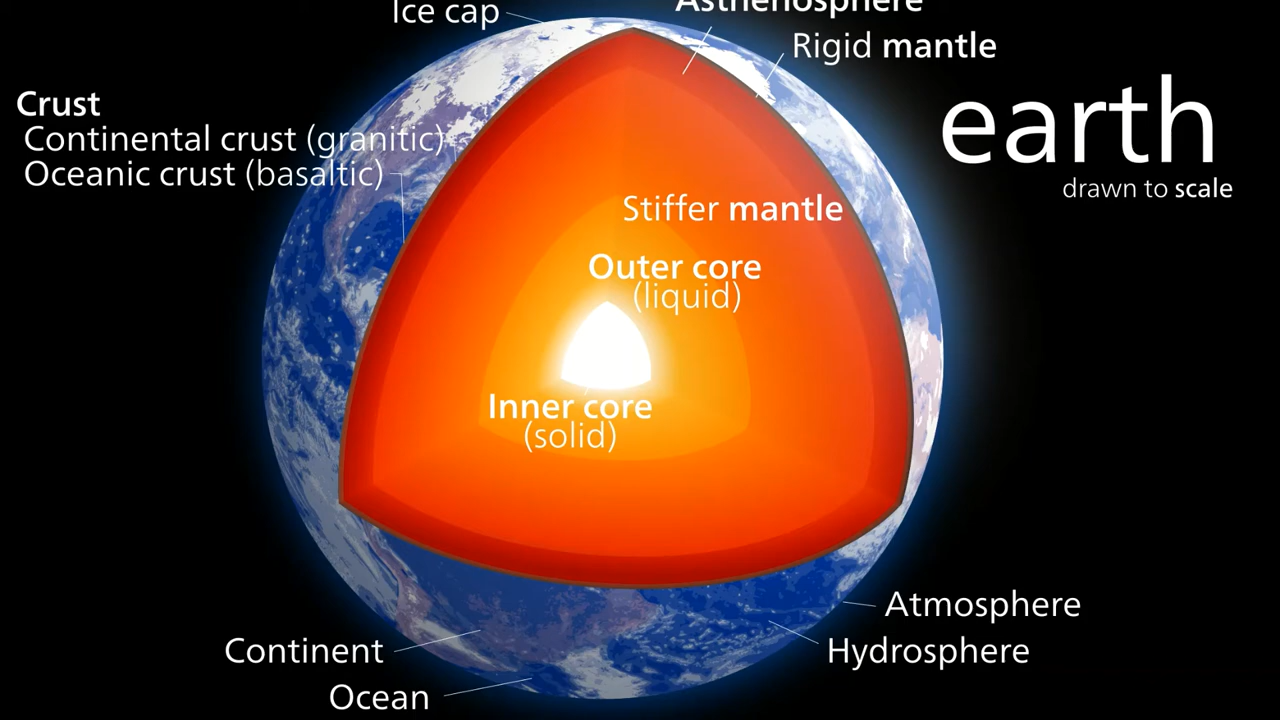 Ice cap
Asthenosphere
Rigid mantle
Crust
Continental crust (granitic)
Oceanic crust (basaltic)
earth
drawn to scale
Stiffer mantle
Outer core
(liquid)
Inner core
(solid)
Atmosphere
Continent
Hydrosphere
Ocean